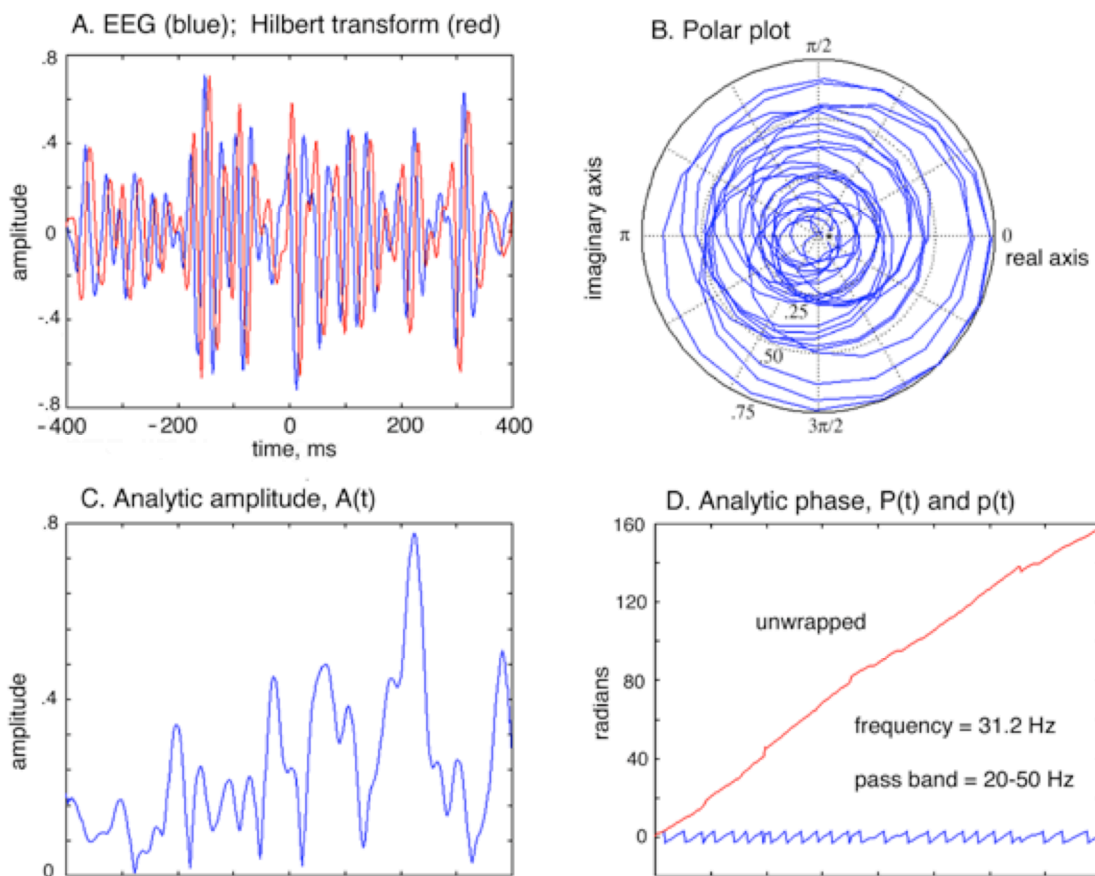 A. EEG (blue); Hilbert transform (red)
.8
.4
0
-.4
-.8
amplitude
-400
-200
0
200
400
time, ms
B. Polar plot
π/2
imaginary axis
π
0
real axis
.25
.50
.75
3π/2
C. Analytic amplitude, A(t)
.8
.4
0
amplitude
D. Analytic phase, P(t) and p(t)
160
120
80
40
0
radians
unwrapped
frequency = 31.2 Hz
pass band = 20-50 Hz